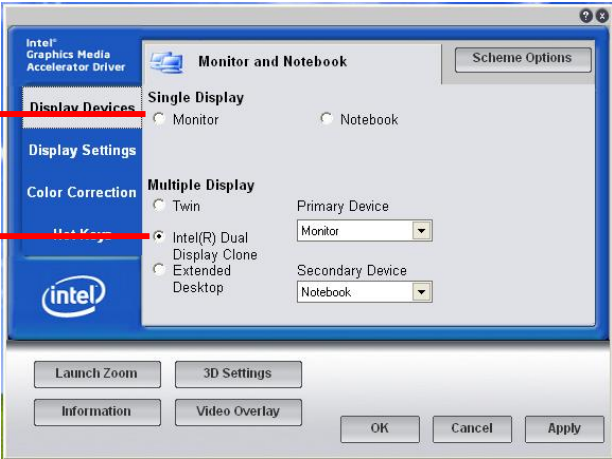 Intel®
Graphics Media
Accelerator Driver
Monitor and Notebook
Scheme Options
Display Devices
Display Settings
Color Correction
Hot Keys
intel
Single Display
Monitor
Notebook
Multiple Display
Twin
Intel(R) Dual
Display Clone
Extended
Desktop
Primary Device
Monitor
Secondary Device
Notebook
Launch Zoom
3D Settings
Information
Video Overlay
OK
Cancel
Apply